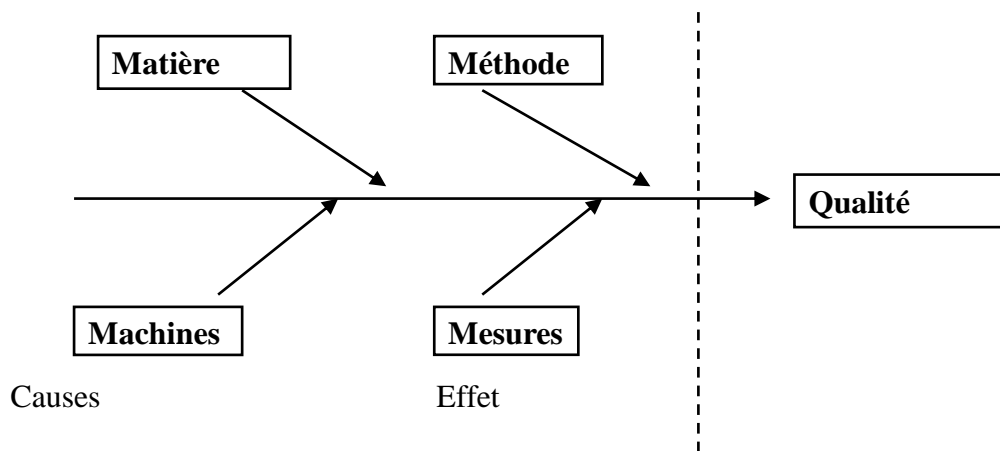 Matière
Méthode
Qualité
Machines
Mesures
Causes
Effet